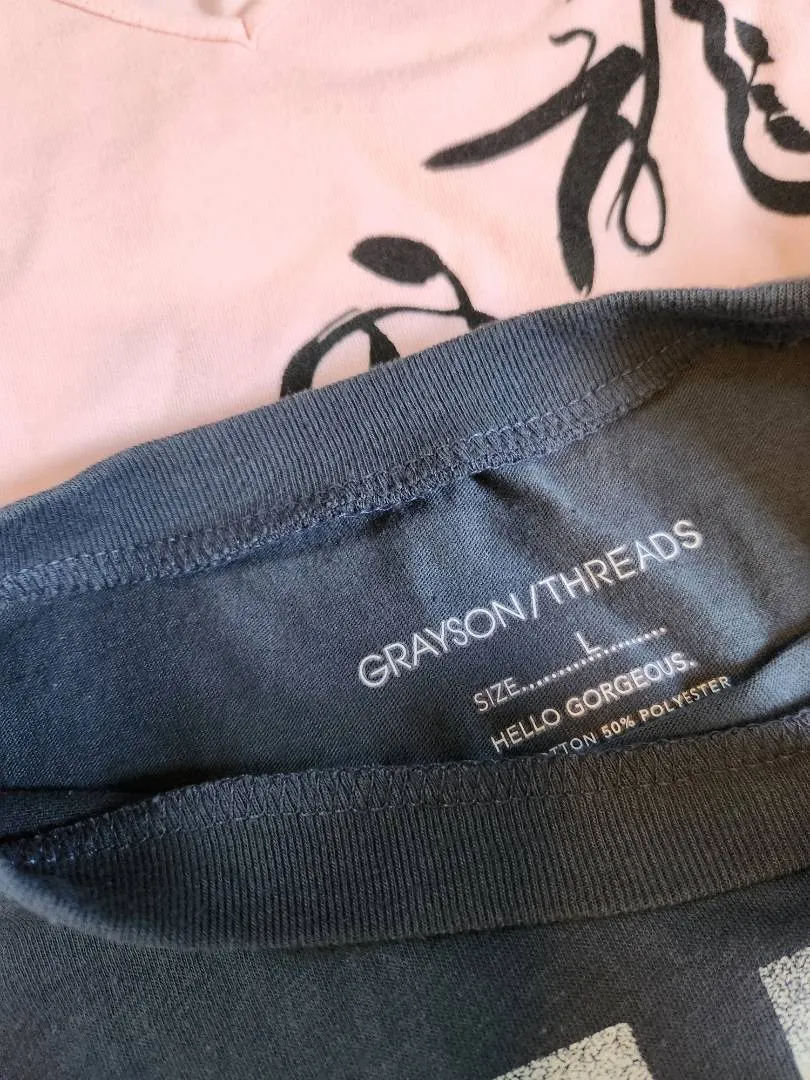 GRAYSON/THREADS
SIZE....................L..........
HELLO GORGEOUS.
50% POLYESTER